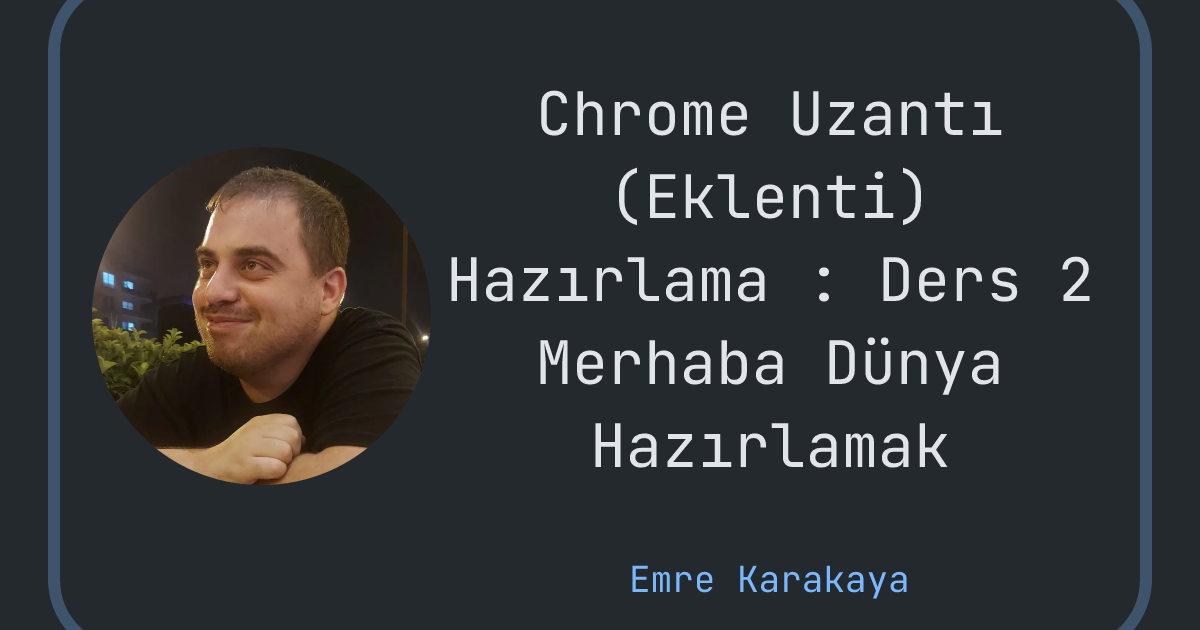 Chrome Uzantı
(Eklenti)
Hazırlama : Ders 2
Merhaba Dünya
Hazırlamak
Emre Karakaya